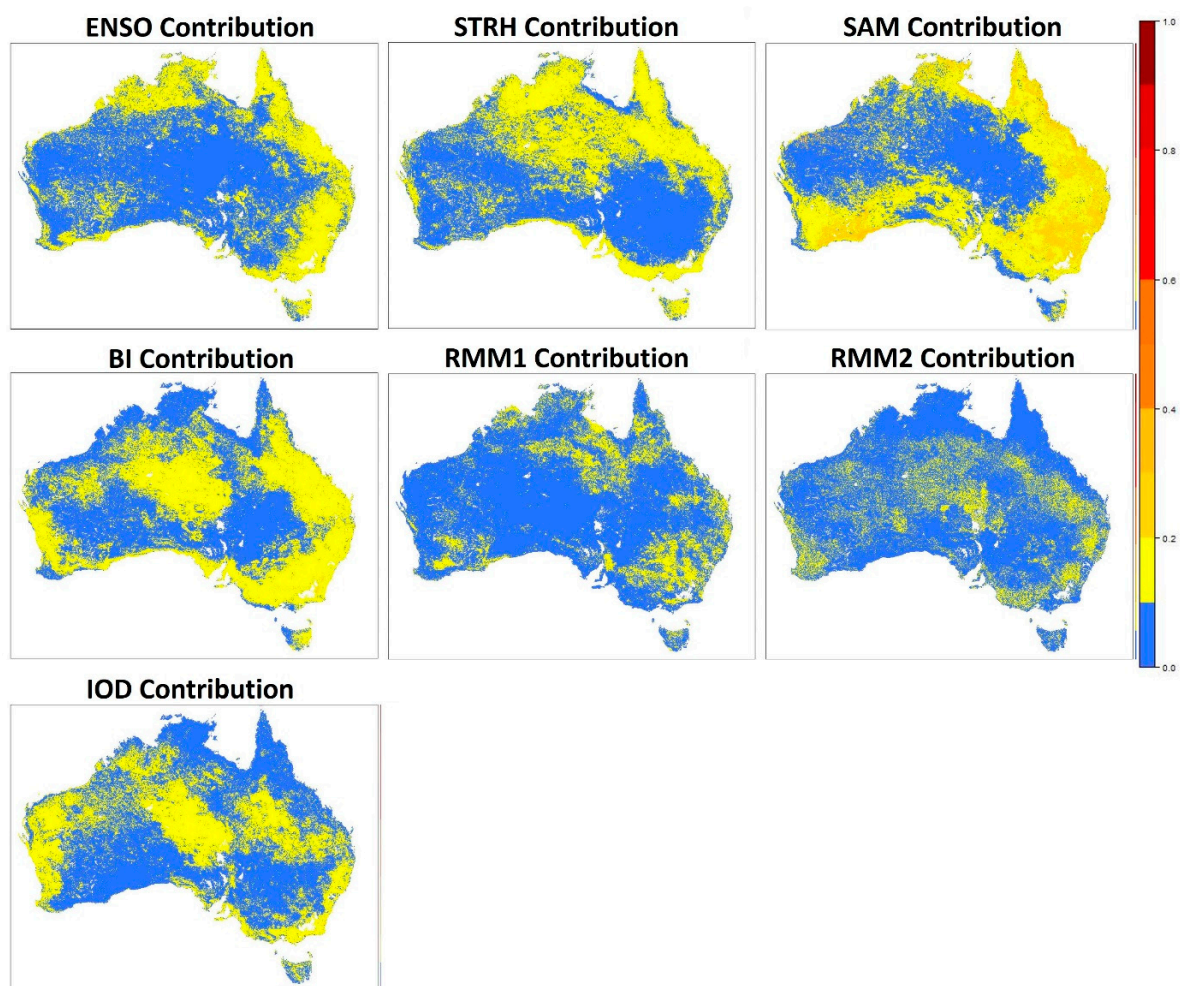 ENSO Contribution
STRH Contribution
SAM Contribution
1.0
0.8
0.6
BI Contribution
RMM1 Contribution
RMM2 Contribution
0.4
0.2
0.0
IOD Contribution